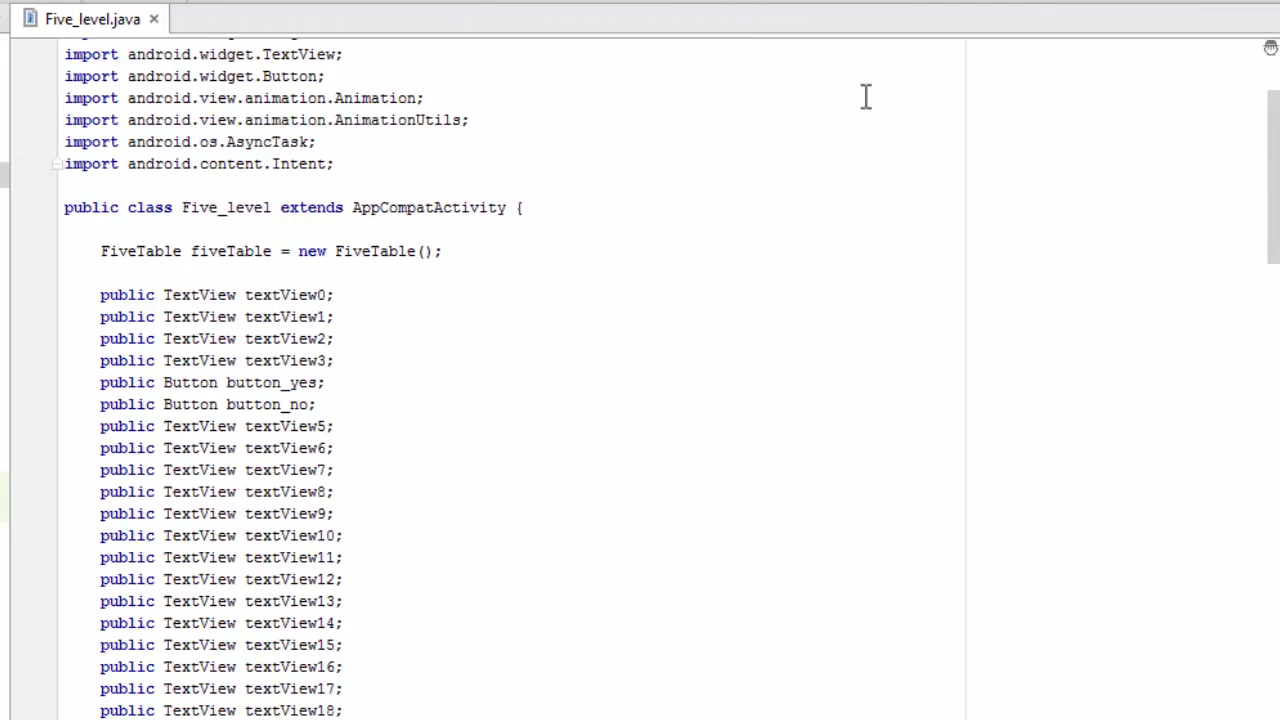 Five_level.java
import android.widget.TextView;
import android.widget.Button;
import android.view.animation.Animation;
import android.view.animation.AnimationUtils;
import android.os.AsyncTask;
import android.content.Intent;
public class Five_level extends AppCompatActivity {
FiveTable fiveTable = new FiveTable();
public TextView textView0;
public TextView textView1;
public TextView textView2;
public TextView textView3;
public Button button_yes;
public Button button_no;
public TextView textView5;
public TextView textView6;
public TextView textView7;
public TextView textView8;
public TextView textView9;
public TextView textView10;
public TextView textView11;
public TextView textView12;
public TextView textView13;
public TextView textView14;
public TextView textView15;
public TextView textView16;
public TextView textView17;
public TextView textView18;